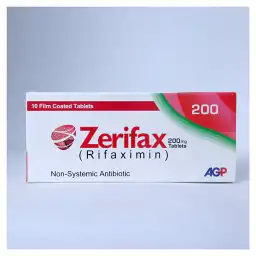 10 Film Coated Tablets
200
Zerifax 200mg Tablets
(Rifaximin)
Non-Systemic Antibiotic
AGP